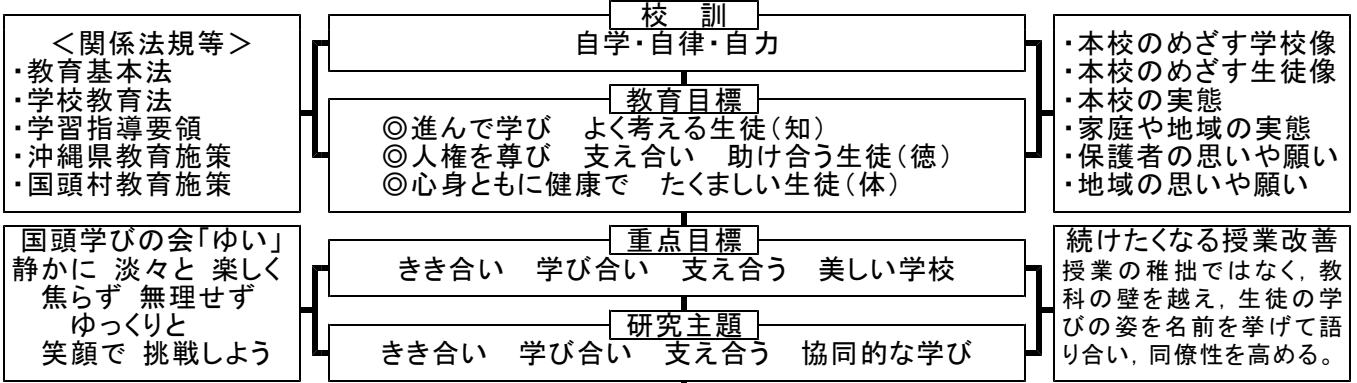 校 訓
自学・自律・自力
＜関係法規等＞
・教育基本法
・学校教育法
・学習指導要領
・沖縄県教育施策
・国頭村教育施策
教育目標
◎進んで学び よく考える生徒（知）
◎人権を尊び 支え合い 助け合う生徒（徳）
◎心身ともに健康で たくましい生徒（体）
・本校のめざす学校像
・本校のめざす生徒像
・本校の実態
・家庭や地域の実態
・保護者の思いや願い
・地域の思いや願い
国頭学びの会「ゆい」
静かに 淡々と 楽しく
焦らず 無理せず
ゆっくりと
笑顔で 挑戦しよう
重点目標
きき合い 学び合い 支え合う 美しい学校
研究主題
きき合い 学び合い 支え合う 協同的な学び
続けたくなる授業改善
授業の稚拙ではなく，教
科の壁を越え，生徒の学
びの姿を名前を挙げて語
り合い，同僚性を高める。